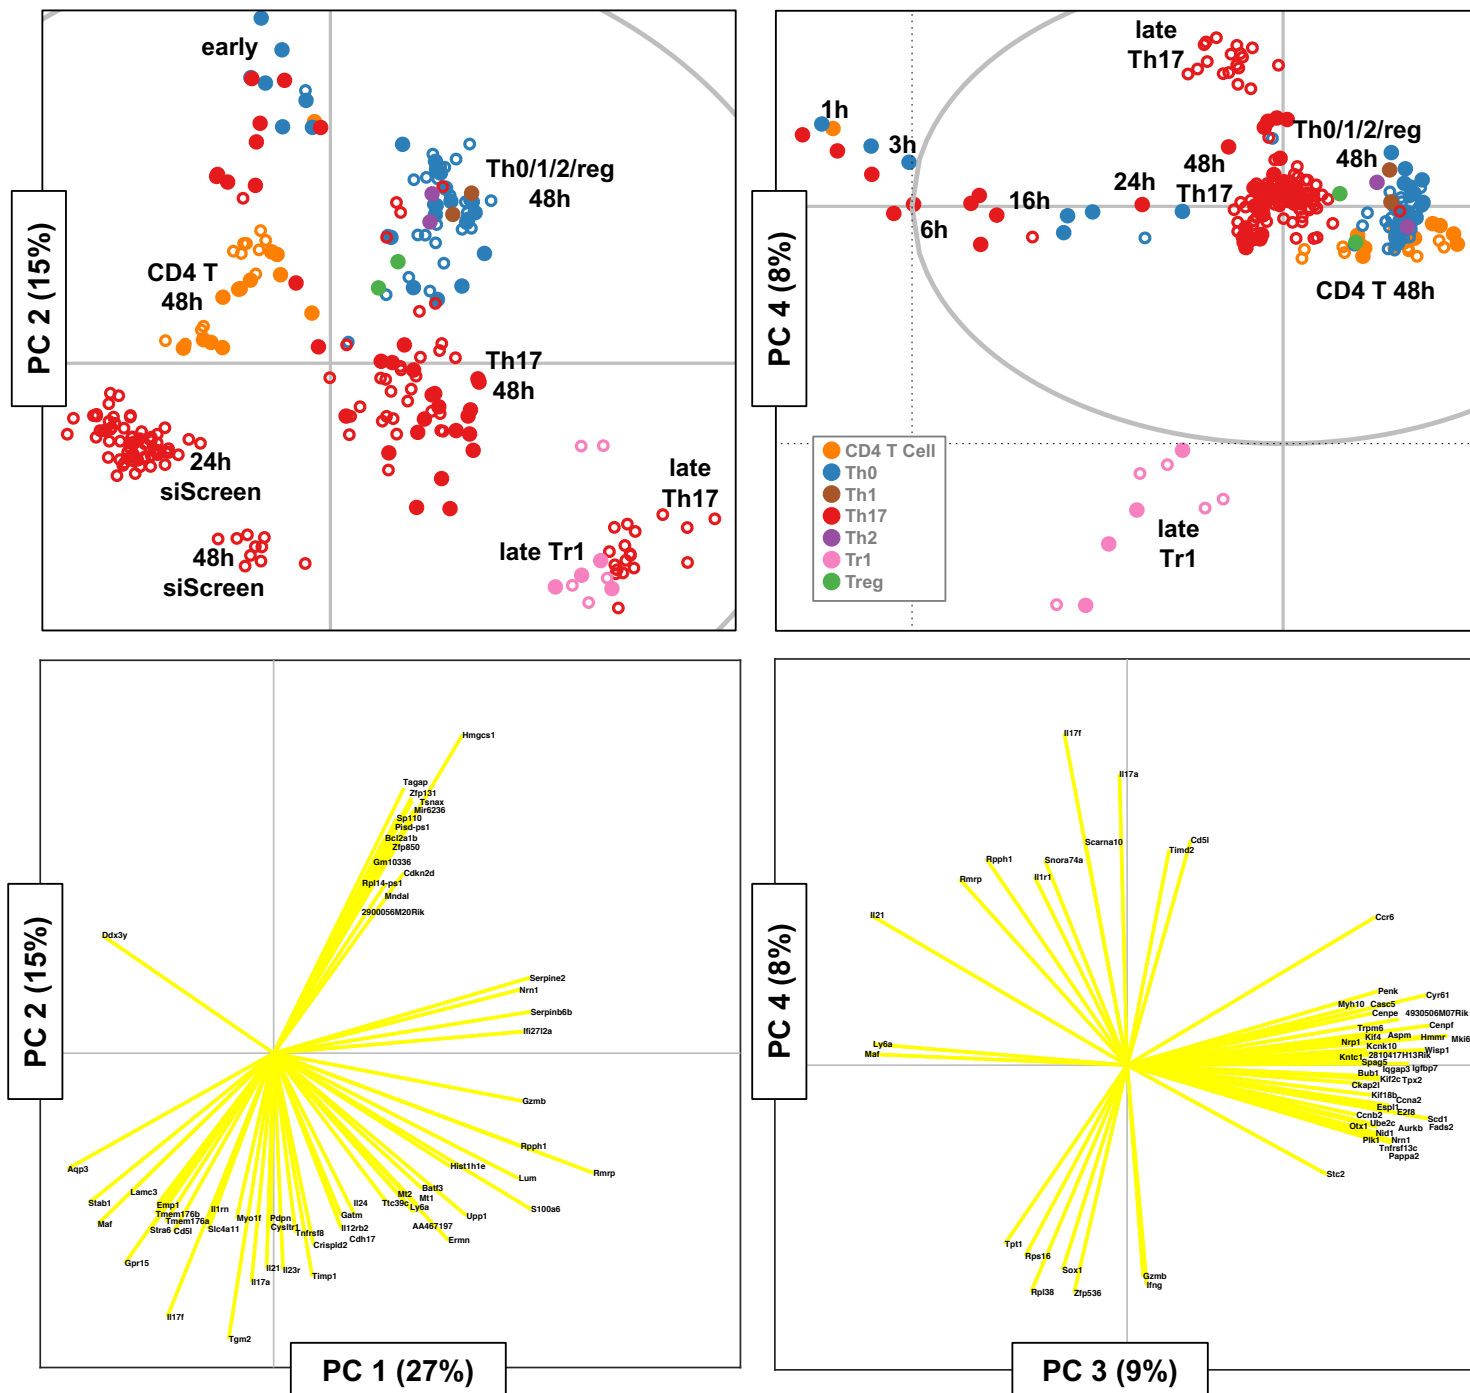 early
Th0/1/2/reg
48h
CD4 T
48h
Th17
48h
24h
siScreen
48h
siScreen
late
Th17
late Tr1
PC 2 (15%)
late
Th17
1h
3h
6h
16h
24h
48h
Th17
Th0/1/2/reg
48h
CD4 T 48h
late
Tr1
CD4 T Cell
Th0
Th1
Th17
Th2
Tr1
Treg
PC 4 (8%)
Hmgcs1
Tagap
Zfp131
Tsnax
Mir6236
Sp110
Pisd-ps1
Bcl2a1b
Zfp850
Gm10336
Cdkn2d
Rpl14-ps1
Mndal
2900056M20Rik
Ddx3y
Serpine2
Nrn1
Serpinb6b
Ifi27l2a
Gzmb
Rpph1
Hist1h1e
Rmrp
Lum
Aqp3
Lamc3
Stab1
Emp1
Il1rn
Il24
Mt2
Batf3
Mt1
Ttc39c
Ly6a
S100a6
Maf
Tmem176b
Tmem176a
Myo1f
Pdpn
Gatm
Upp1
Stra6
Cd5l
Slc4a11
Cysltr1
Tnfrsf8
Il12rb2
AA467197
Cdh17
Ermn
Crispld2
Gpr15
Il21
Il23r
Timp1
Il17a
Il17f
Tgm2
PC 2 (15%)
PC 1 (27%)
Il17f
Il17a
Scarna10
Cd5l
Timd2
Rpph1
Snora74a
Il1r1
Rmrp
Il21
Ccr6
Penk
Cyr61
Myh10
Casc5
Cenpe
4930506M07Rik
Trpm6
Cenpf
Kif4
Aspm
Hmmr
Mki6
Nrp1
Kcnk10
Wisp1
Kntc1
2810417H13Rik
Spag5
Iqgap3
Igfbp7
Bub1
Kif2c
Tpx2
Ckap2l
Kif18b
Ccna2
Espl1
E2f8
Ccnb2
Scd1
Otx1
Ube2c
Aurkb
Fads2
Nid1
Plk1
Nrn1
Tnfrsf13c
Pappa2
Stc2
Ly6a
Maf
Tpt1
Rps16
Sox1
Rpl38
Zfp536
Gzmb
Ifng
PC 4 (8%)
PC 3 (9%)